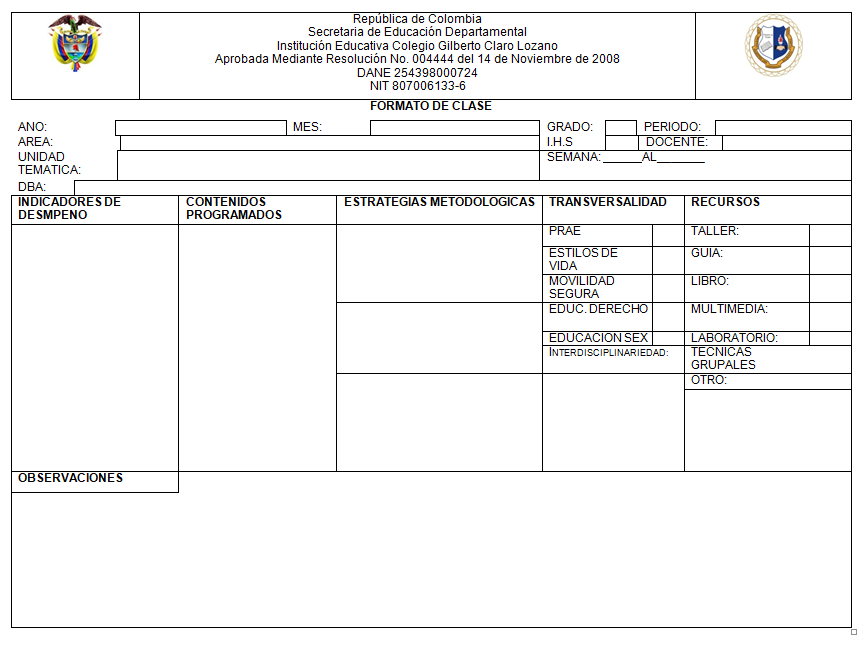 República de Colombia
Secretaria de Educación Departamental
Institución Educativa Colegio Gilberto Claro Lozano
Aprobada Mediante Resolución No. 004444 del 14 de Noviembre de 2008
DANE 254398000724
NIT 807006133-6
FORMATO DE CLASE
ANO: MES: GRADO: PERIODO:
AREA: I.H.S DOCENTE:
UNIDAD TEMATICA: SEMANA: ______AL_______
DBA:
INDICADORES DE DESMPENO CONTENIDOS PROGRAMADOS ESTRATEGIAS METODOLOGICAS TRANSVERSALIDAD RECURSOS
PRAE TALLER:
ESTILOS DE VIDA GUIA:
MOVILIDAD SEGURA LIBRO:
EDUC. DERECHO MULTIMEDIA:
EDUCACION SEX LABORATORIO:
INTERDISCIPLINARIEDAD: TECNICAS GRUPALES
OTRO:
OBSERVACIONES